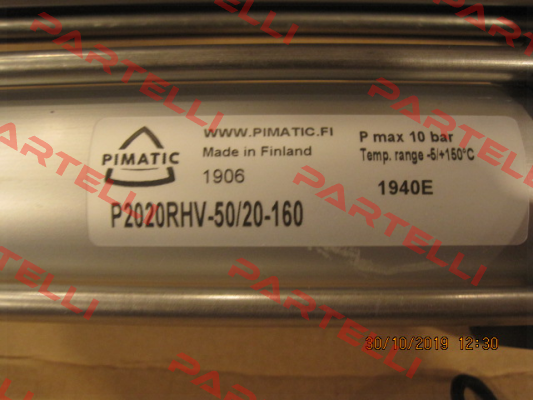 PIMATIC
WWW.PIMATIC.FI
Made in Finland
1906
P max 10 bar
Temp. range -5/+150°C
1940E
P2020RHV-50/20-160
PARTELLI
PARTELLI
PARTELLI
PARTELLI
PARTELLI
PARTELLI
30/10/2019 12:30